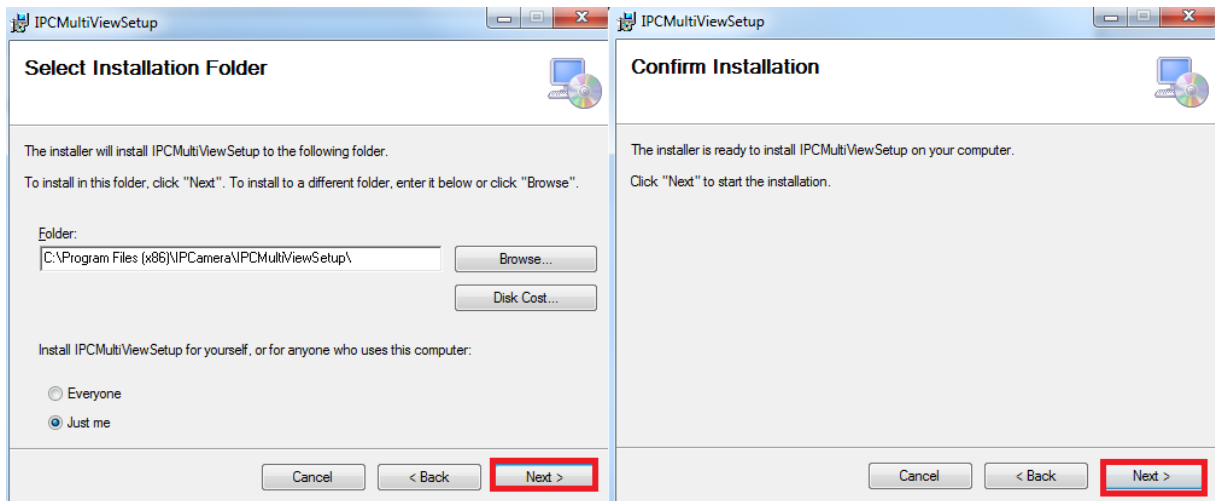 IPCMultiViewSetup
Select Installation Folder
The installer will install IPCMultiViewSetup to the following folder.
To install in this folder, click "Next". To install to a different folder, enter it below or click "Browse".
Folder:
C:\Program Files (x86)\IPCamera\IPCMultiViewSetup\
Browse...
Disk Cost...
Install IPCMultiViewSetup for yourself, or for anyone who uses this computer:
Everyone
Just me
Cancel
< Back
Next >
IPCMultiViewSetup
Confirm Installation
The installer is ready to install IPCMultiViewSetup on your computer.
Click "Next" to start the installation.
Cancel
< Back
Next >